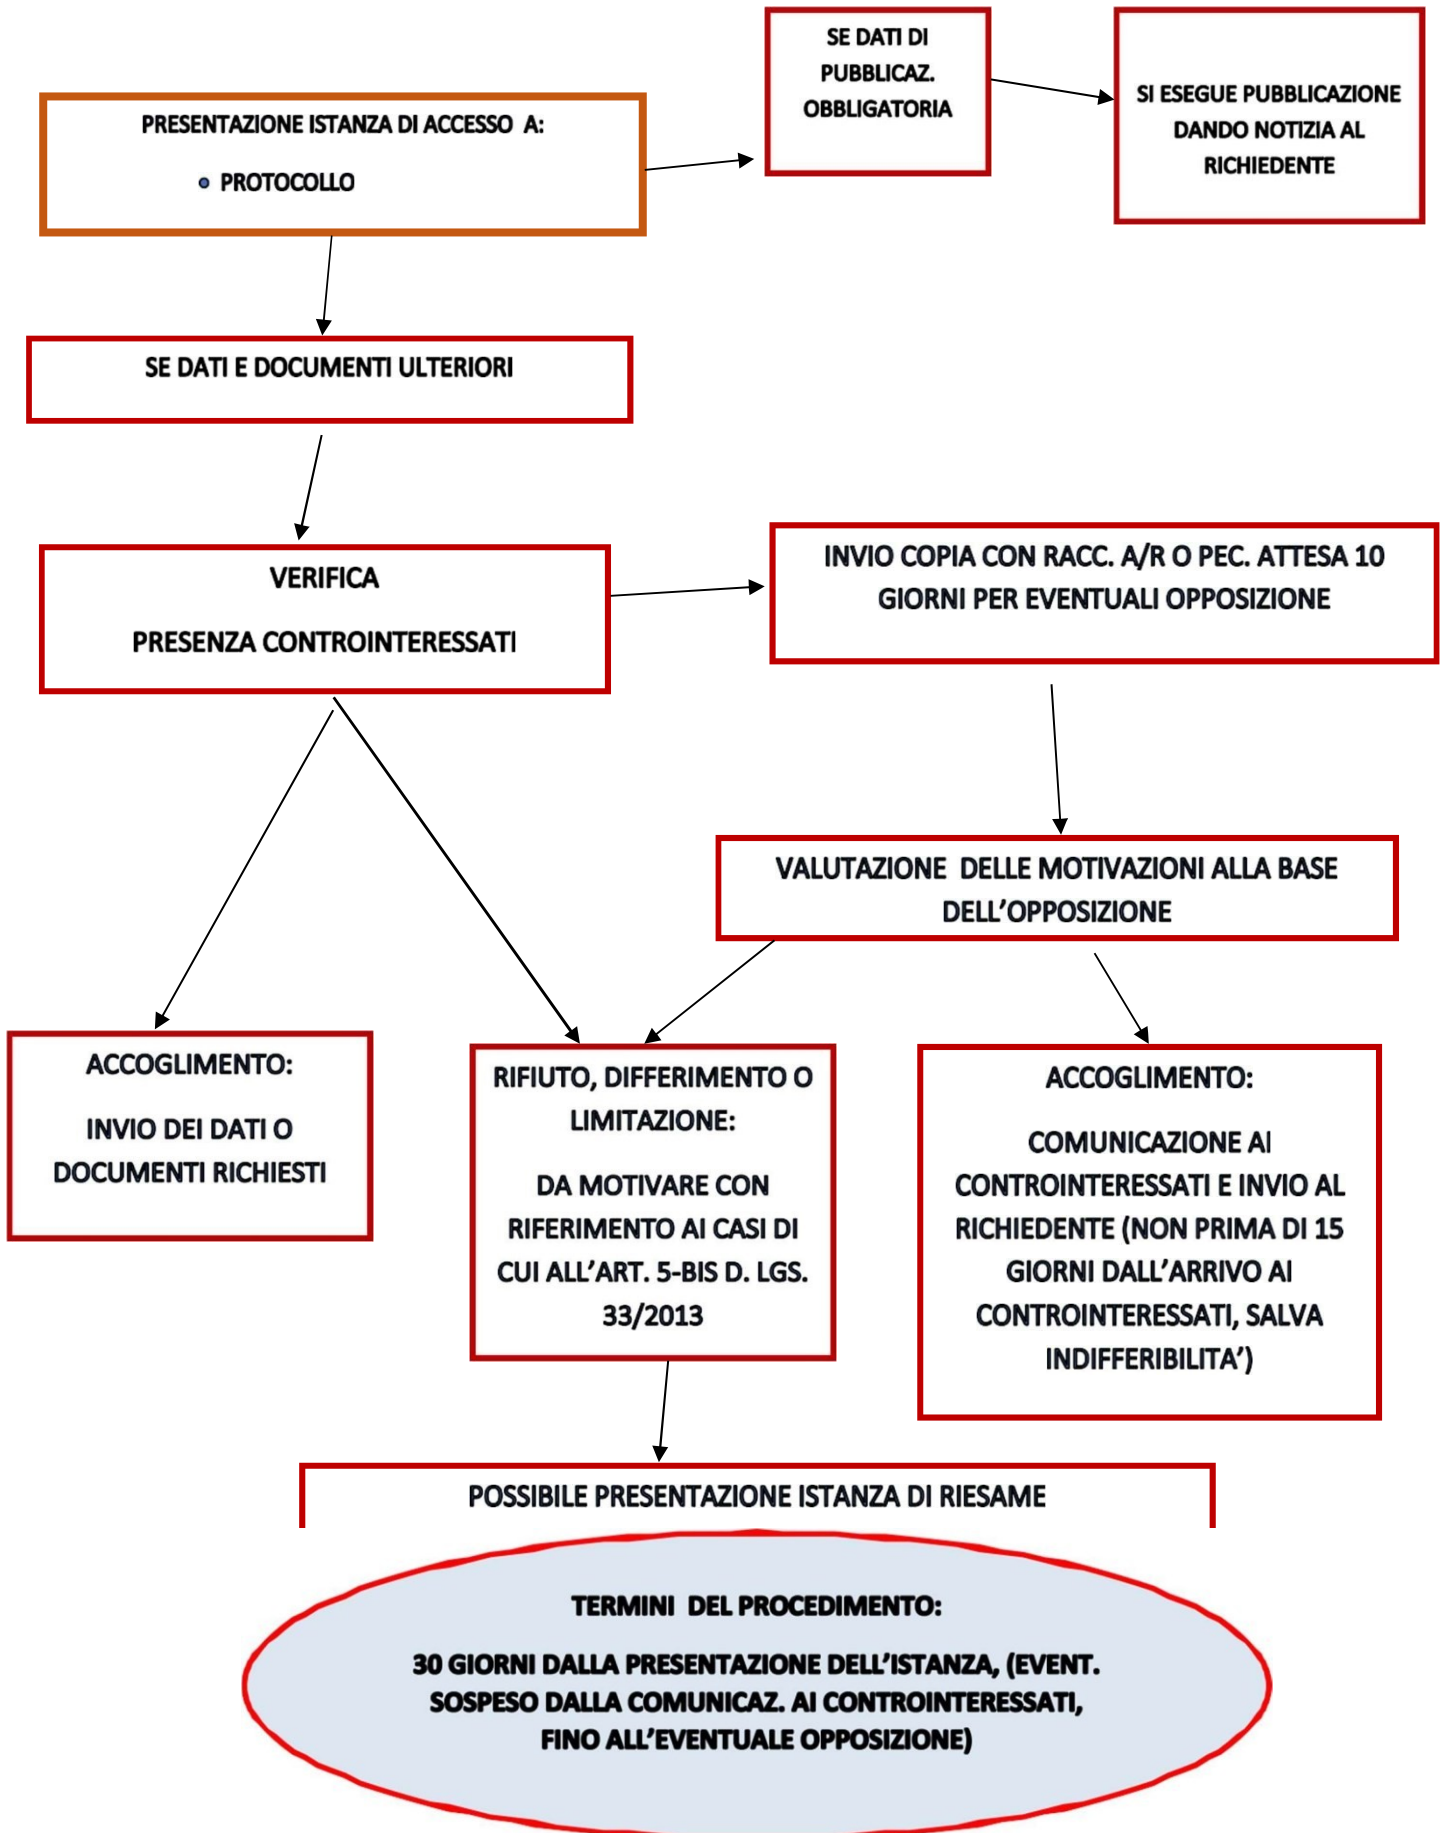 SE DATI DI
PUBBLICAZ.
OBBLIGATORIA
SI ESEGUE PUBBLICAZIONE
DANDO NOTIZIA AL
RICHIEDENTE
PRESENTAZIONE ISTANZA DI ACCESSO A:
• PROTOCOLLO
SE DATI E DOCUMENTI ULTERIORI
VERIFICA
PRESENZA CONTROINTERESSATI
INVIO COPIA CON RACC. A/R O PEC. ATTESA 10
GIORNI PER EVENTUALI OPPOSIZIONE
VALUTAZIONE DELLE MOTIVAZIONI ALLA BASE
DELL'OPPOSIZIONE
ACCOGLIMENTO:
INVIO DEI DATI O
DOCUMENTI RICHIESTI
RIFIUTO, DIFFERIMENTO O
LIMITAZIONE:
DA MOTIVARE CON
RIFERIMENTO AI CASI DI
CUI ALL'ART. 5-BIS D. LGS.
33/2013
ACCOGLIMENTO:
COMUNICAZIONE AI
CONTROINTERESSATI E INVIO AL
RICHIEDENTE (NON PRIMA DI 15
GIORNI DALL'ARRIVO AI
CONTROINTERESSATI, SALVA
INDIFFERIBILITA')
POSSIBILE PRESENTAZIONE ISTANZA DI RIESAME
TERMINI DEL PROCEDIMENTO:
30 GIORNI DALLA PRESENTAZIONE DELL'ISTANZA, (EVENT.
SOSPESO DALLA COMUNICAZ. AI CONTROINTERESSATI,
FINO ALL'EVENTUALE OPPOSIZIONE)